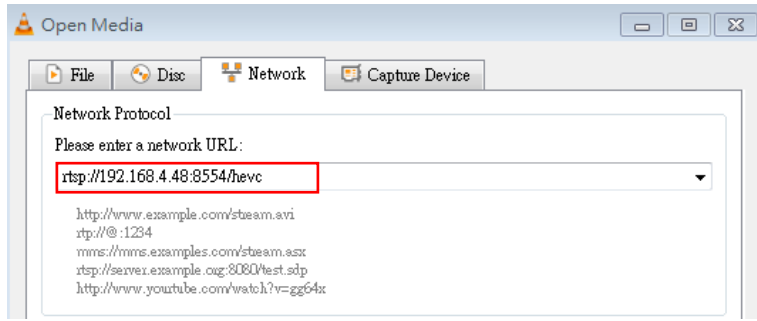 Open Media
File Disc Network Capture Device
Network Protocol
Please enter a network URL:
rtsp://192.168.4.48:8554/hevc
http://www.example.com/stream.avi
rtp://@:1234
mms://mms.examples.com/stream.asx
rtsp://server.example.org:8080/test.sdp
http://www.yourtube.com/watch?v=gg64x